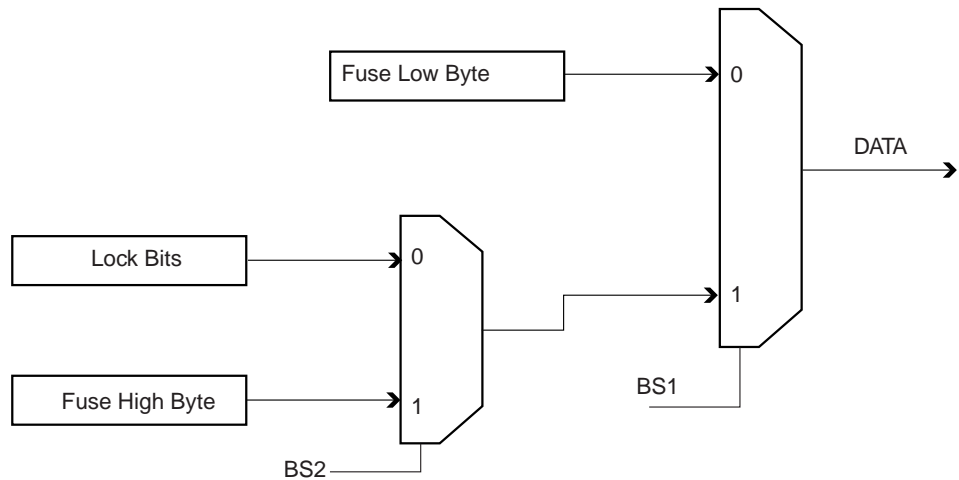 Fuse Low Byte
0
DATA
Lock Bits
0
1
Fuse High Byte
1
BS1
BS2